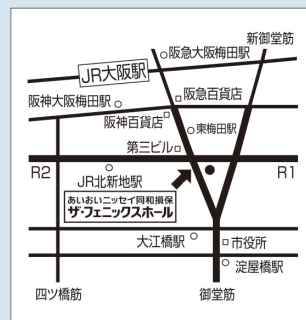 新御堂筋
阪急大阪梅田駅
JR大阪駅
阪神大阪梅田駅
阪急百貨店
阪神百貨店
東梅田駅
第三ビル
R2
R1
JR北新地駅
あいおいニッセイ同和損保
ザ・フェニックスホール
大江橋駅
市役所
淀屋橋駅
四ツ橋筋
御堂筋